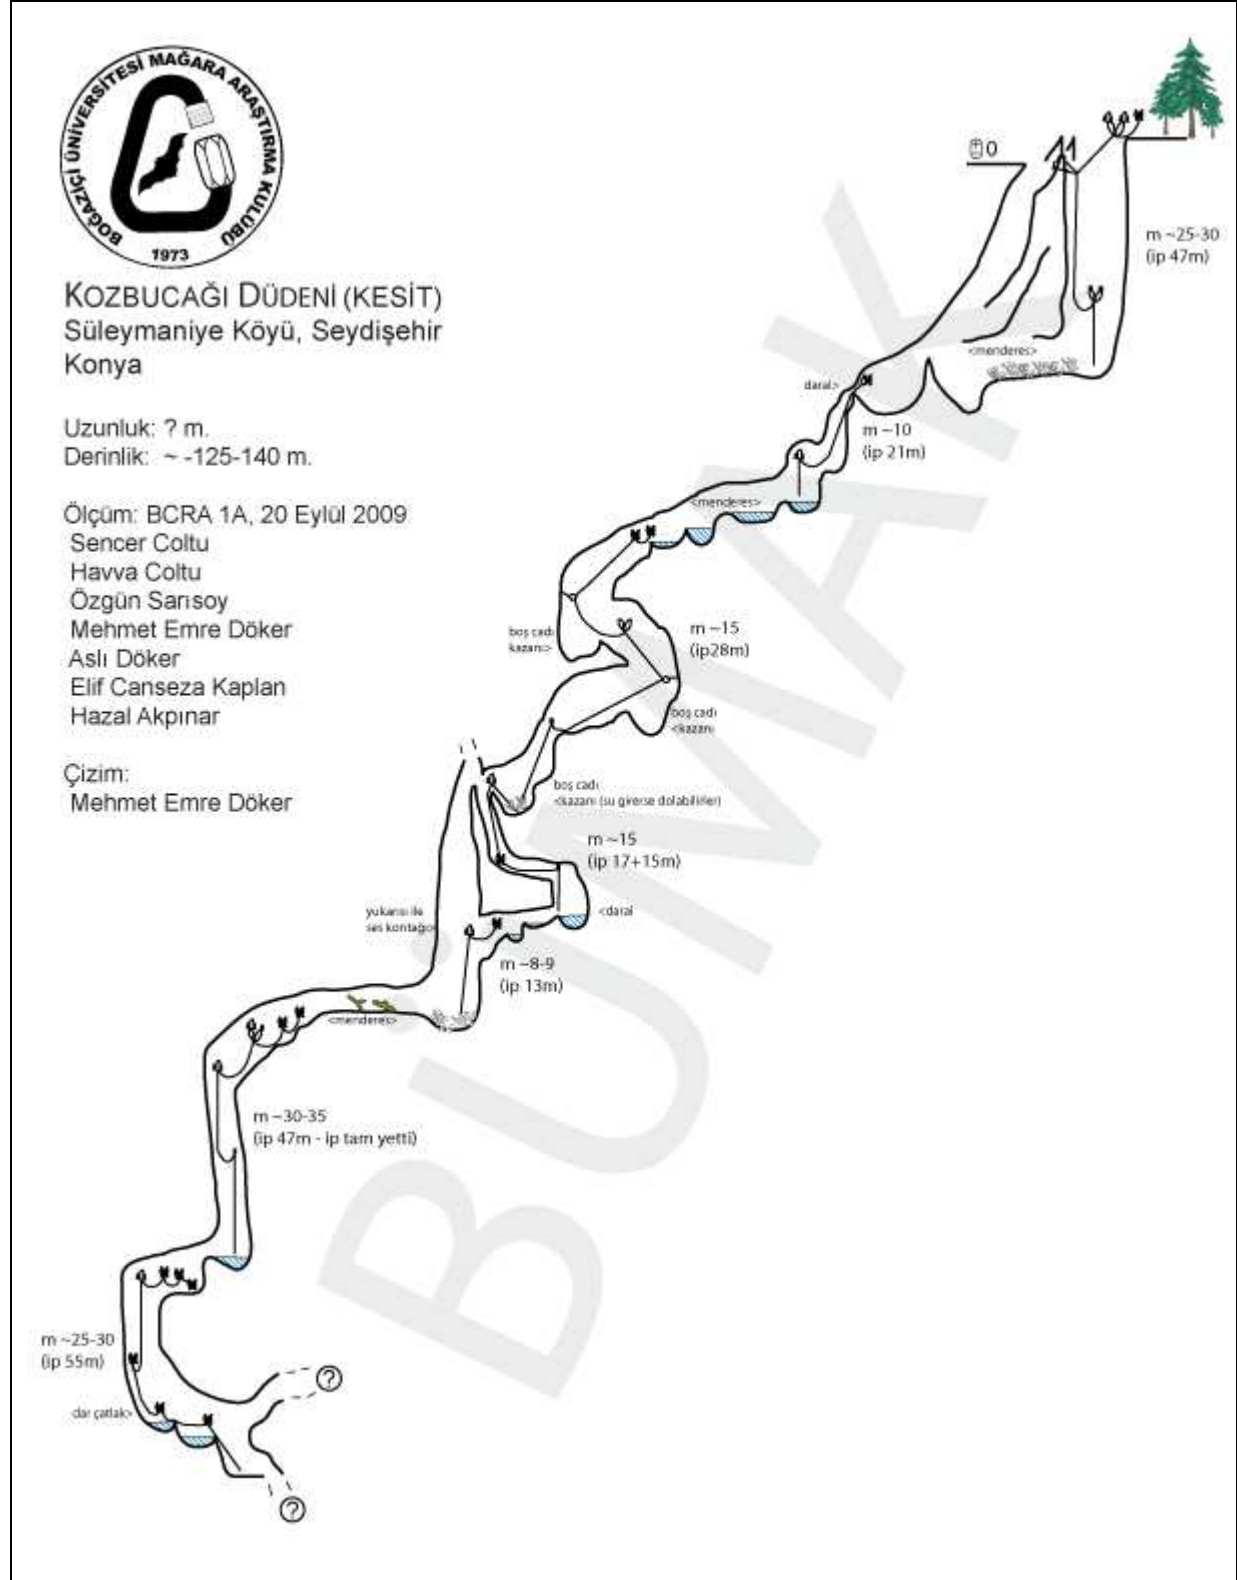 BOĞAZİÇİ ÜNİVERSİTESİ MAĞARA ARAŞTIRMA KULÜBÜ
1973
KOZBUCAĞI DÜDENİ (KESİT)
Süleymaniye Köyü, Seydişehir
Konya
Uzunluk: ? m.
Derinlik: ~ -125-140 m.
Ölçüm: BCRA 1A, 20 Eylül 2009
Sencer Coltu
Havva Coltu
Özgün Sarısoy
Mehmet Emre Döker
Aslı Döker
Elif Canseza Kaplan
Hazal Akpınar
Çizim:
Mehmet Emre Döker
0
m ~25-30
(ip 47m)
<menderes>
daral>
m ~10
(ip 21m)
<menderes>
boş cadı
kazanı>
m ~15
(ip28m)
boş cadı
<kazanı
boş cadı
<kazanı (su girerse dolabilirler)
m ~15
(ip 17+15m)
<daral
yukarısı ile
ses kontağı>
m ~8-9
(ip 13m)
<menderes>
m ~30-35
(ip 47m - ip tam yetti)
m ~25-30
(ip 55m)
dar çatlak>
?
?
BÜMAK